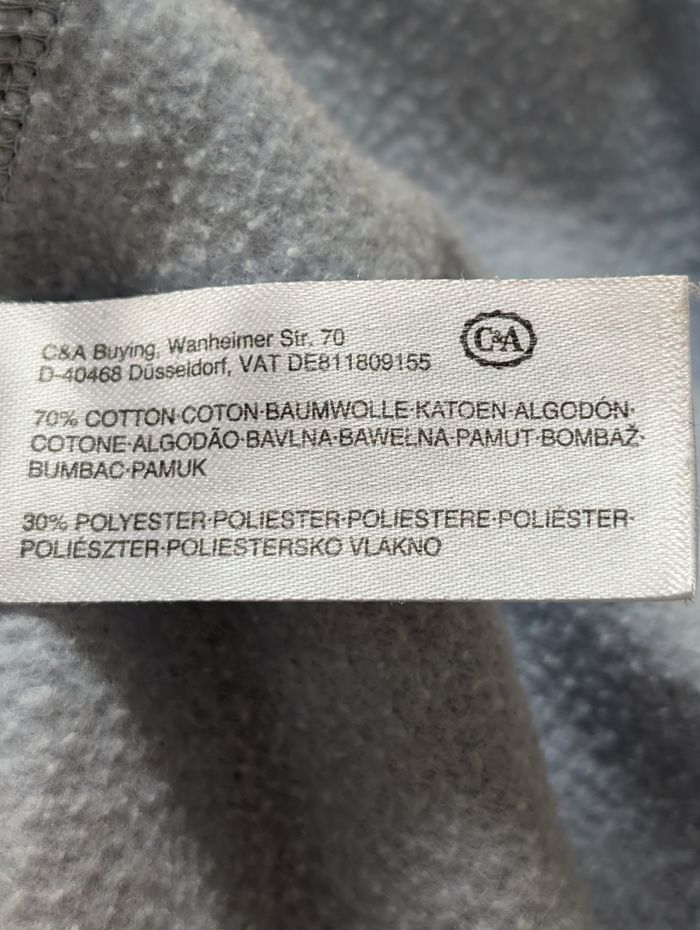 C&A Buying, Wanheimer Str. 70
D-40468 Düsseldorf, VAT DE811809155
C&A
70% COTTON·COTON·BAUMWOLLE·KATOEN·ALGODÓN·
COTONE·ALGODÃO·BAVLNA·BAWEŁNA·PAMUT·BOMBAŽ·
BUMBAC·PAMUK
30% POLYESTER·POLIESTER·POLIESTERE·POLIÉSTER·
POLIÉSZTER·POLIESTERSKO VLAKNO